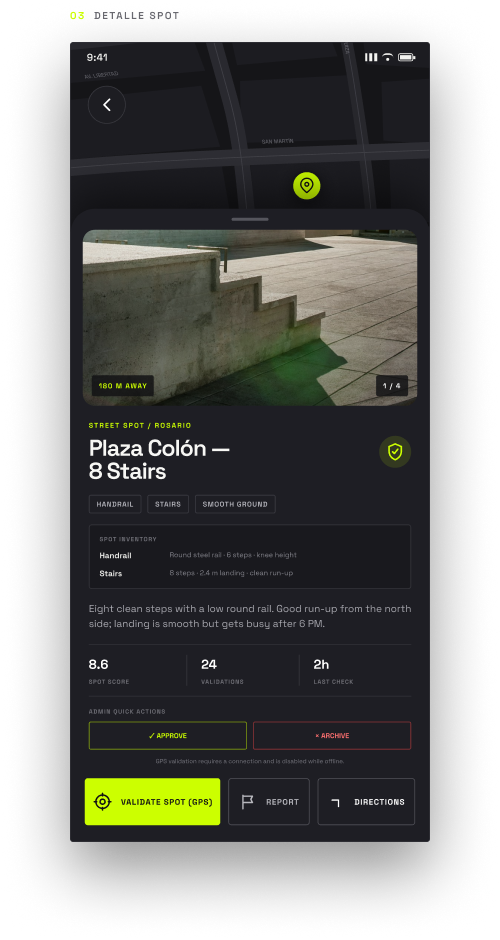 03 DETALLE SPOT
9:41
AV. LIBERTAD
SAN MARTIN
180 M AWAY
1 / 4
STREET SPOT / ROSARIO
Plaza Colón —
8 Stairs
HANDRAIL
STAIRS
SMOOTH GROUND
SPOT INVENTORY
Handrail
Round steel rail · 6 steps · knee height
Stairs
8 steps · 2.4 m landing · clean run-up
Eight clean steps with a low round rail. Good run-up from the north
side; landing is smooth but gets busy after 6 PM.
8.6
24
2h
SPOT SCORE
VALIDATIONS
LAST CHECK
ADMIN QUICK ACTIONS
✓ APPROVE
× ARCHIVE
GPS validation requires a connection and is disabled while offline.
VALIDATE SPOT (GPS)
REPORT
DIRECTIONS